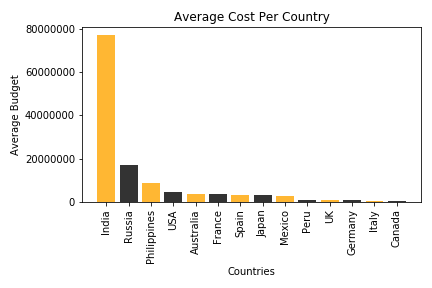 Average Cost Per Country
80000000
60000000
40000000
20000000
0
Average Budget
India
Russia
Philippines
USA
Australia
France
Spain
Japan
Mexico
Peru
UK
Germany
Italy
Canada
Countries